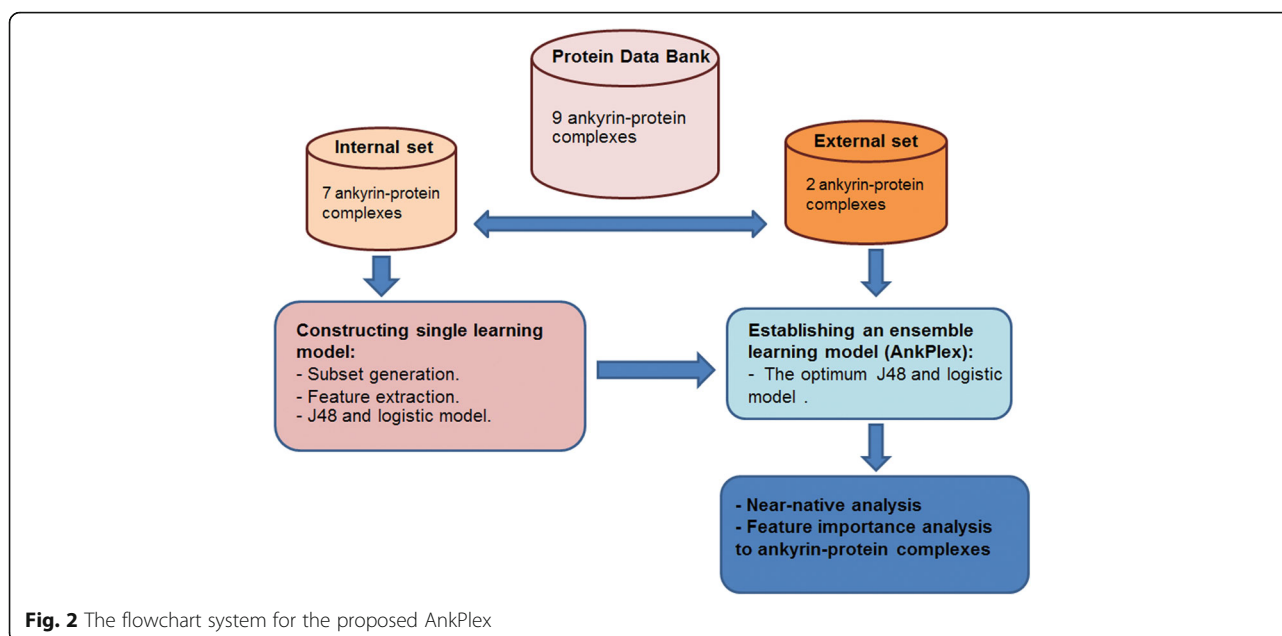 Protein Data Bank
9 ankyrin-protein
complexes
Internal set
7 ankyrin-protein
complexes
External set
2 ankyrin-protein
complexes
Constructing single learning
model:
- Subset generation.
- Feature extraction.
- J48 and logistic model.
Establishing an ensemble
learning model (AnkPlex):
- The optimum J48 and logistic
model .
- Near-native analysis
- Feature importance analysis
to ankyrin-protein complexes
Fig. 2 The flowchart system for the proposed AnkPlex